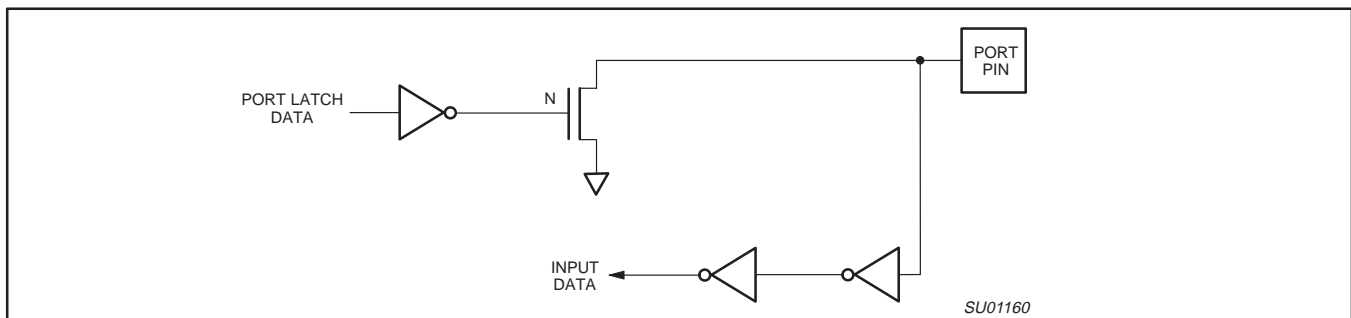 PORT
PIN
N
PORT LATCH
DATA
INPUT
DATA
SU01160